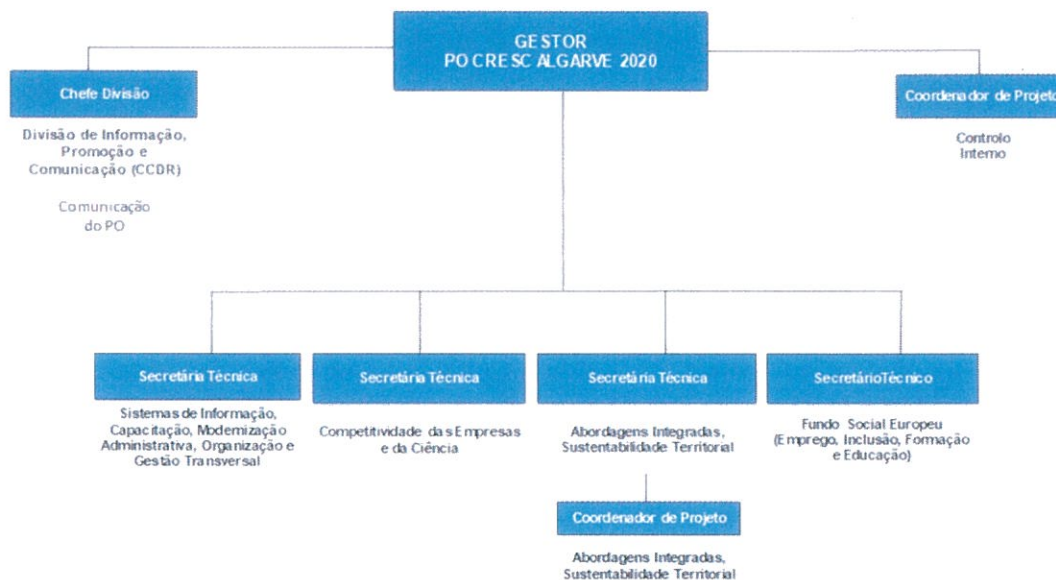 GESTOR
PO CRESC ALGARVE 2020
Chefe Divisão
Divisão de Informação,
Promoção e
Comunicação (CCDR)
Comunicação
do PO
Coordenador de Projeto
Controlo
Interno
Secretária Técnica
Sistemas de Informação,
Capacitação, Modernização
Administrativa, Organização e
Gestão Transversal
Secretária Técnica
Competitividade das Empresas
e da Ciência
Secretária Técnica
Abordagens Integradas,
Sustentabilidade Territorial
Coordenador de Projeto
Abordagens Integradas,
Sustentabilidade Territorial
SecretárioTécnico
Fundo Social Europeu
(Emprego, Inclusão, Formação
e Educação)